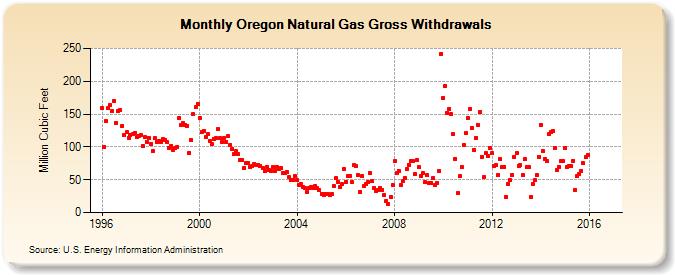 Monthly Oregon Natural Gas Gross Withdrawals
Million Cubic Feet
250
200
150
100
50
0
1996 2000 2004 2008 2012 2016
Source: U.S. Energy Information Administration